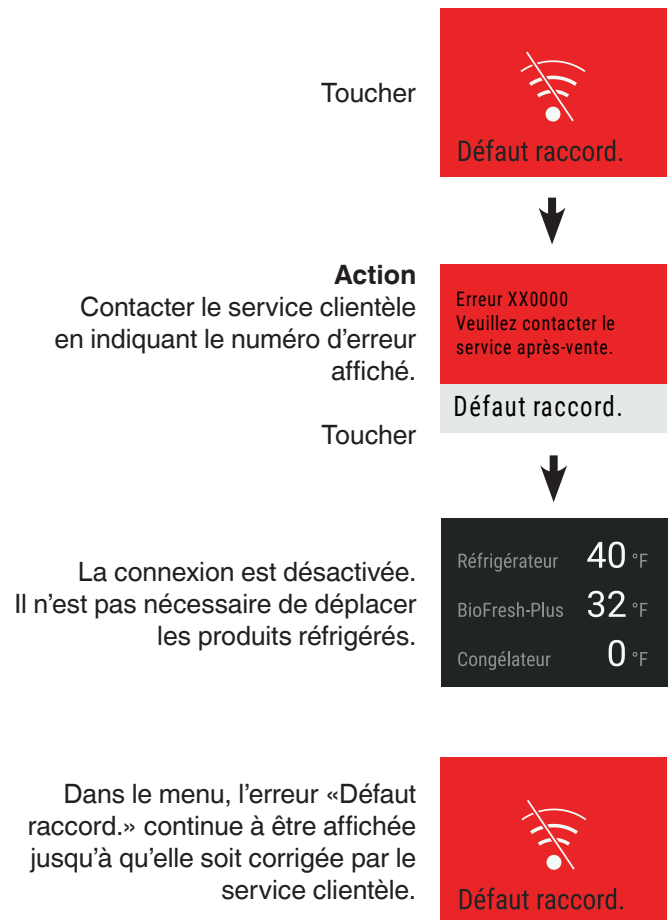 Toucher
Défaut raccord.
Action
Contacter le service clientèle
en indiquant le numéro d'erreur
affiché.
Erreur XX0000
Veuillez contacter le
service après-vente.
Défaut raccord.
Toucher
La connexion est désactivée.
Il n'est pas nécessaire de déplacer
les produits réfrigérés.
Réfrigérateur 40 °F
BioFresh-Plus 32 °F
Congélateur 0 °F
Dans le menu, l'erreur «Défaut
raccord.» continue à être affichée
jusqu'à qu'elle soit corrigée par le
service clientèle.
Défaut raccord.